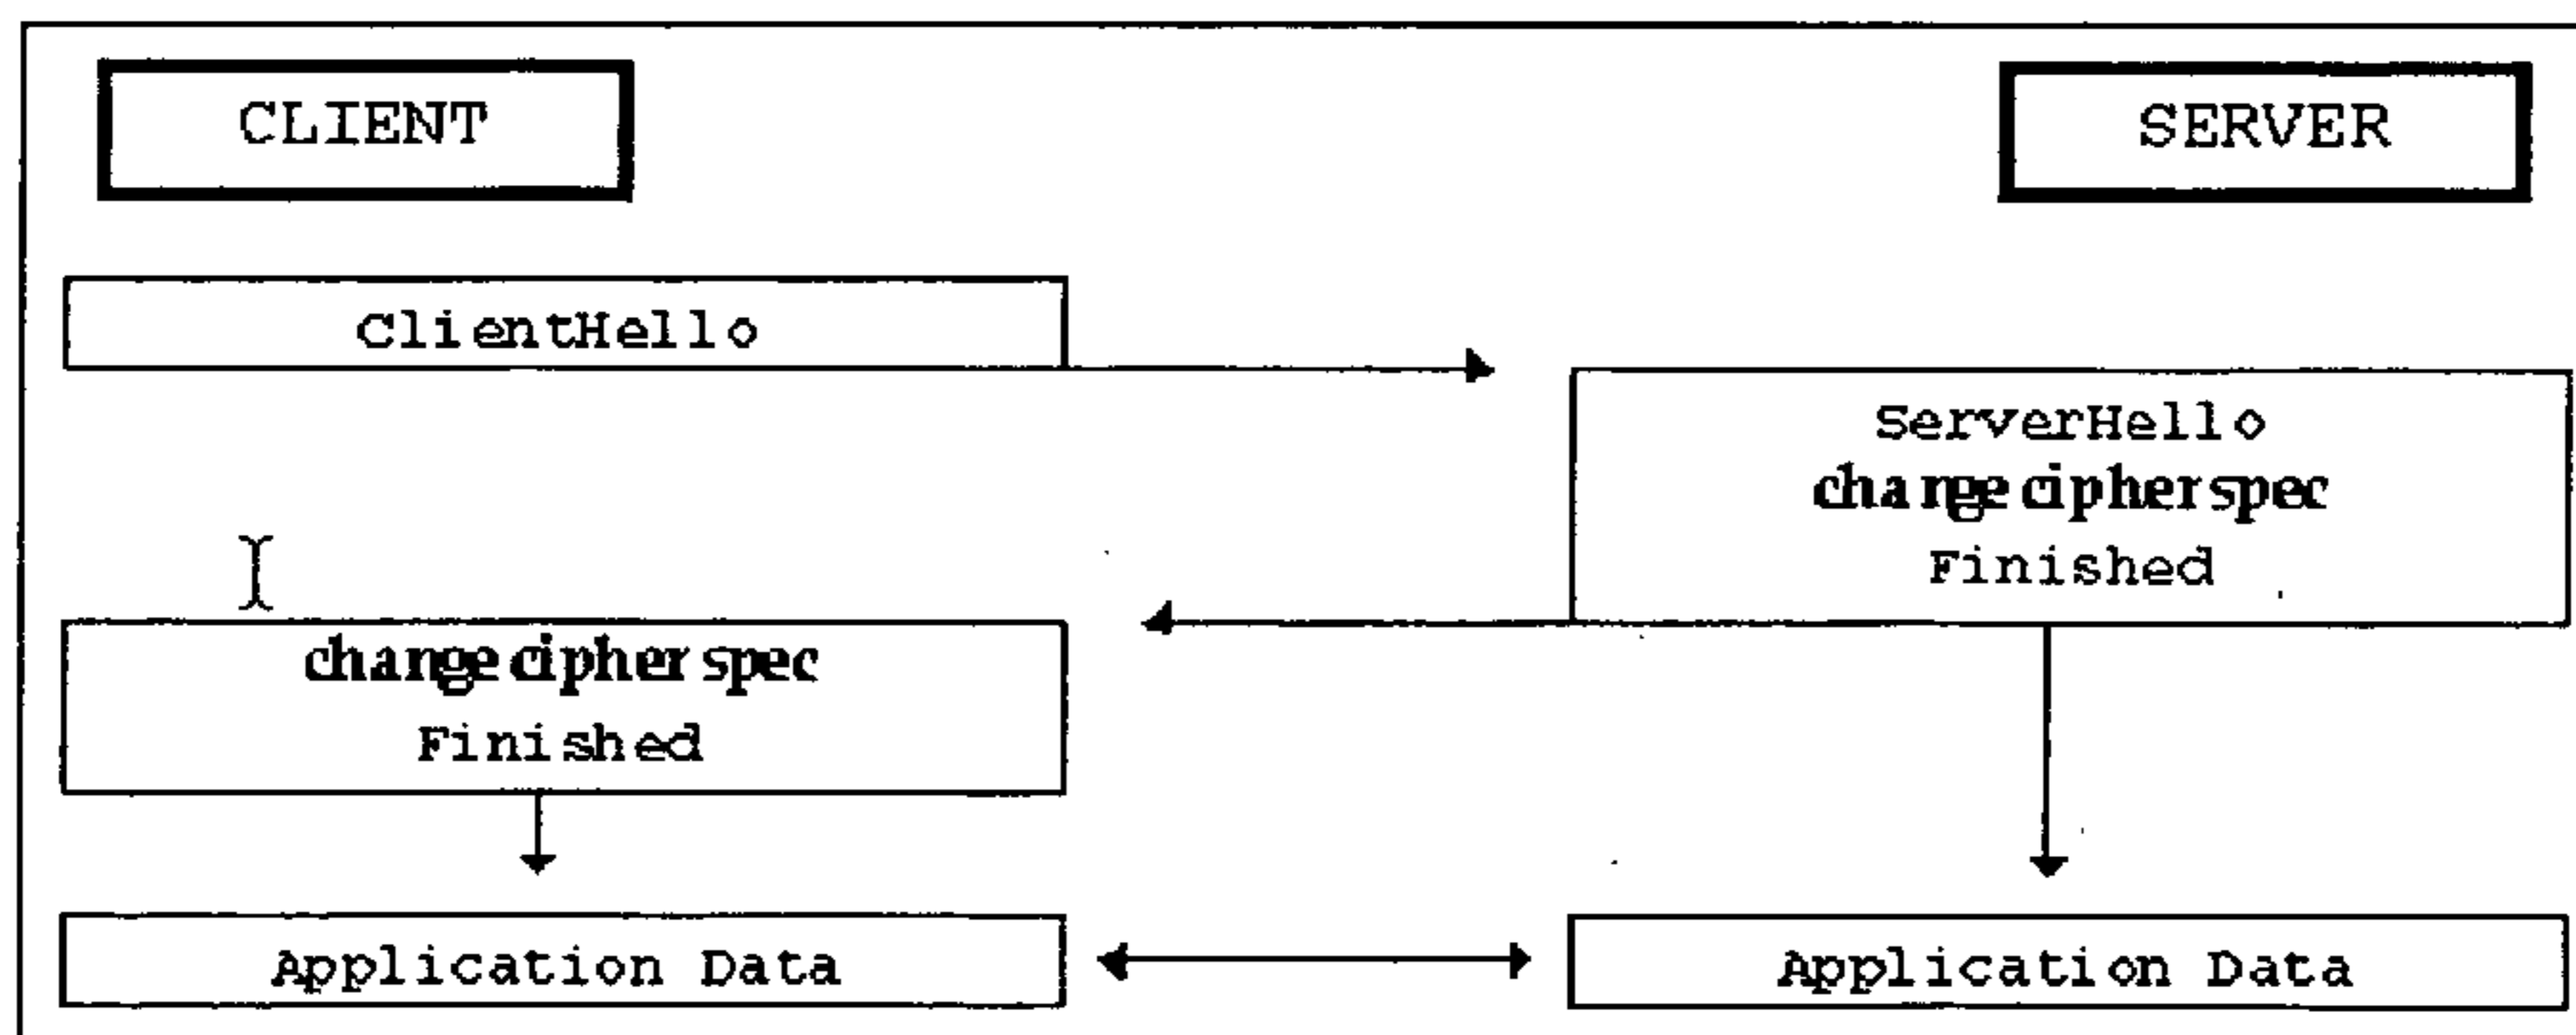 CLIENT
SERVER
ClientHello
ServerHello
change cipher spec
Finished
change cipher spec
Finished
Application Data
Application Data